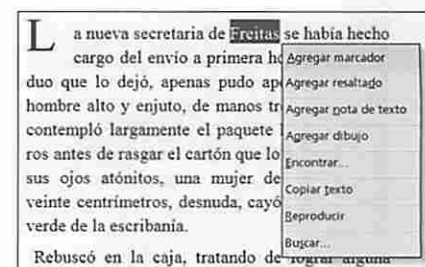 La nueva secretaria de Freitas se había hecho
cargo del envío a primera
duo que lo dejó, apenas pudo
hombre alto y enjuto, de manos
contempló largamente el paquete
ros antes de rasgar el cartón que lo
sus ojos atónitos, una mujer de
veinte centímetros, desnuda, cayó
verde de la escribanía.
Rebuscó en la caja, tratando de lograr alguna
Agregar marcador
Agregar resaltado
Agregar nota de texto
Agregar dibujo
Encontrar...
Copiar texto
Reproducir
Buscar...